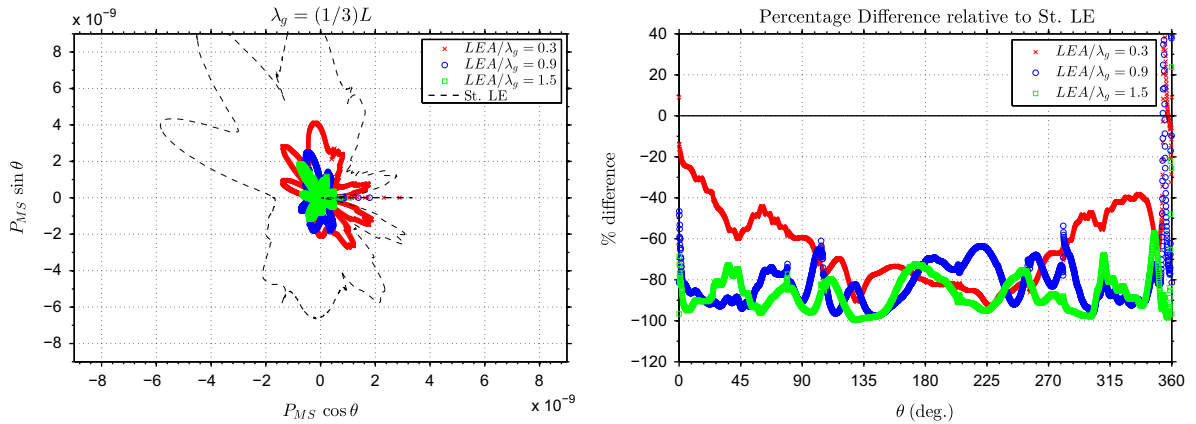 x 10⁻⁹
λ_g = (1/3)L
8
6
4
2
0
−2
−4
−6
−8
P_MS sin θ
LEA/λ_g = 0.3
LEA/λ_g = 0.9
LEA/λ_g = 1.5
St. LE
−8 −6 −4 −2 0 2 4 6 8
P_MS cos θ
x 10⁻⁹
Percentage Difference relative to St. LE
40
20
0
−20
−40
−60
−80
−100
−120
% difference
LEA/λ_g = 0.3
LEA/λ_g = 0.9
LEA/λ_g = 1.5
0 45 90 135 180 225 270 315 360
θ (deg.)